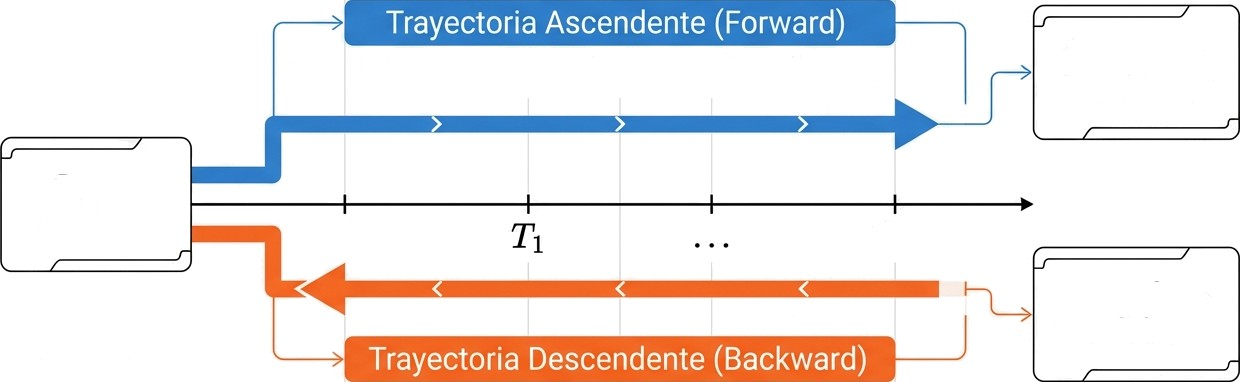 Trayectoria Ascendente (Forward)
T₁
...
Trayectoria Descendente (Backward)